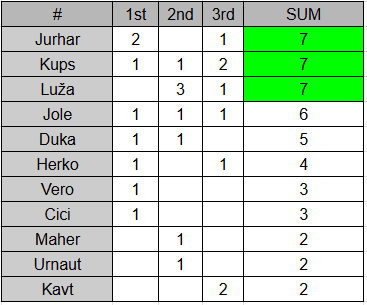 # 1st 2nd 3rd SUM
Jurhar 2 1 7
Kups 1 1 2 7
Luža 3 1 7
Jole 1 1 1 6
Duka 1 1 5
Herko 1 1 4
Vero 1 3
Cici 1 3
Maher 1 2
Urnaut 1 2
Kavt 2 2